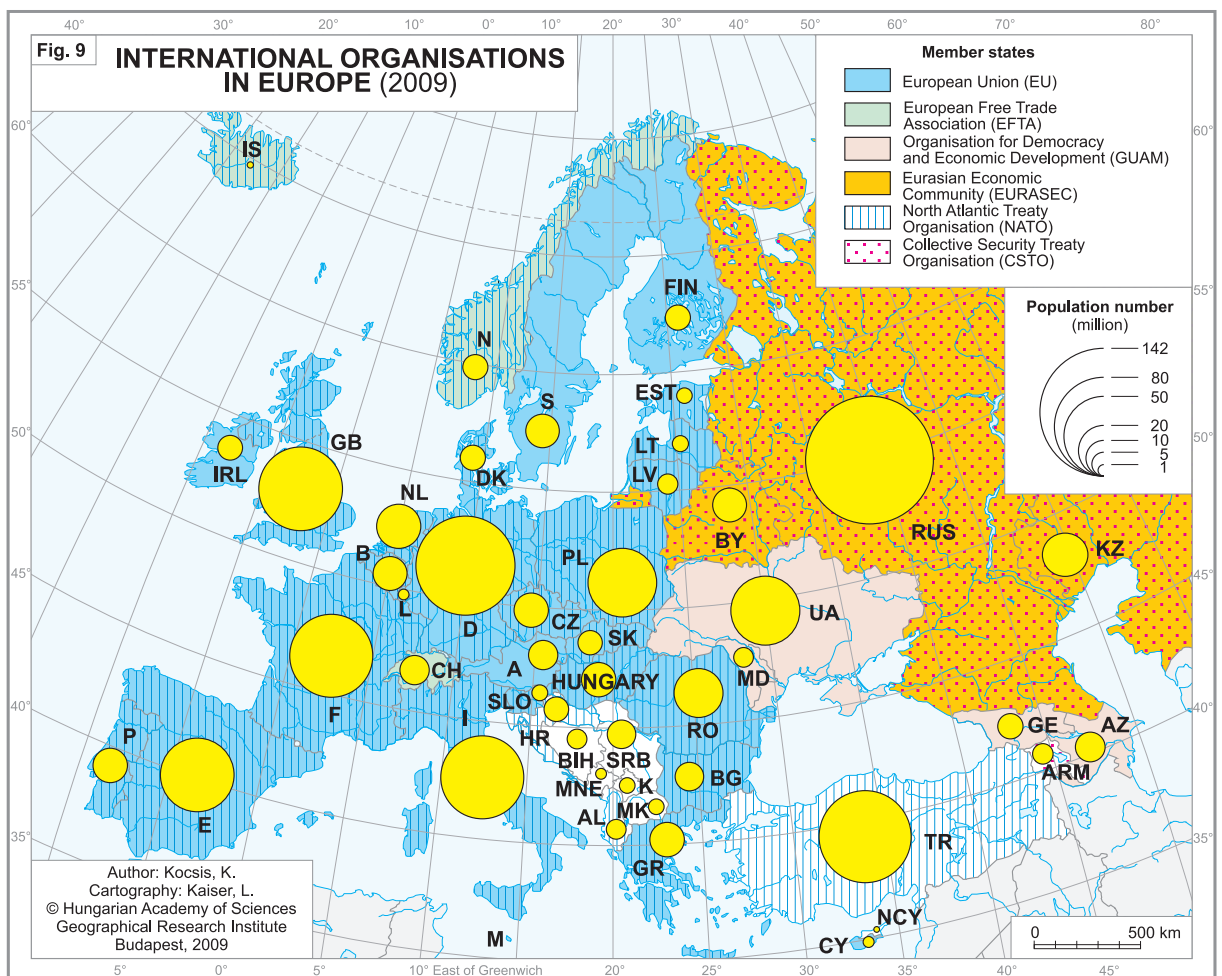 40° 30° 20° 10° 0° 10° 20° 30° 40° 50° 60° 70° 80°
Fig. 9
INTERNATIONAL ORGANISATIONS
IN EUROPE (2009)
Member states
European Union (EU)
European Free Trade
Association (EFTA)
Organisation for Democracy
and Economic Development (GUAM)
Eurasian Economic
Community (EURASEC)
North Atlantic Treaty
Organisation (NATO)
Collective Security Treaty
Organisation (CSTO)
Population number
(million)
142
80
50
20
10
5
1
60°
55°
50°
45°
40°
35°
60°
55°
50°
45°
40°
35°
IS
FIN
N
S
EST
LT
LV
GB
IRL
DK
NL
B
L
D
PL
BY
RUS
KZ
CZ
SK
UA
A
CH
HUNGARY
MD
SLO
F
I
HR
RO
BIH
SRB
MNE
K
BG
MK
AL
GR
P
E
GE
AZ
ARM
TR
NCY
CY
M
Author: Kocsis, K.
Cartography: Kaiser, L.
© Hungarian Academy of Sciences
Geographical Research Institute
Budapest, 2009
0 500 km
5° 0° 5° 10° East of Greenwich 20° 25° 30° 35° 40° 45°